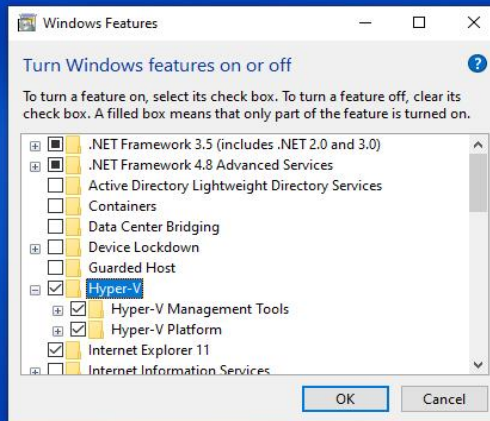 Windows Features
Turn Windows features on or off
To turn a feature on, select its check box. To turn a feature off, clear its
check box. A filled box means that only part of the feature is turned on.
.NET Framework 3.5 (includes .NET 2.0 and 3.0)
.NET Framework 4.8 Advanced Services
Active Directory Lightweight Directory Services
Containers
Data Center Bridging
Device Lockdown
Guarded Host
Hyper-V
Hyper-V Management Tools
Hyper-V Platform
Internet Explorer 11
Internet Information Services
OK Cancel